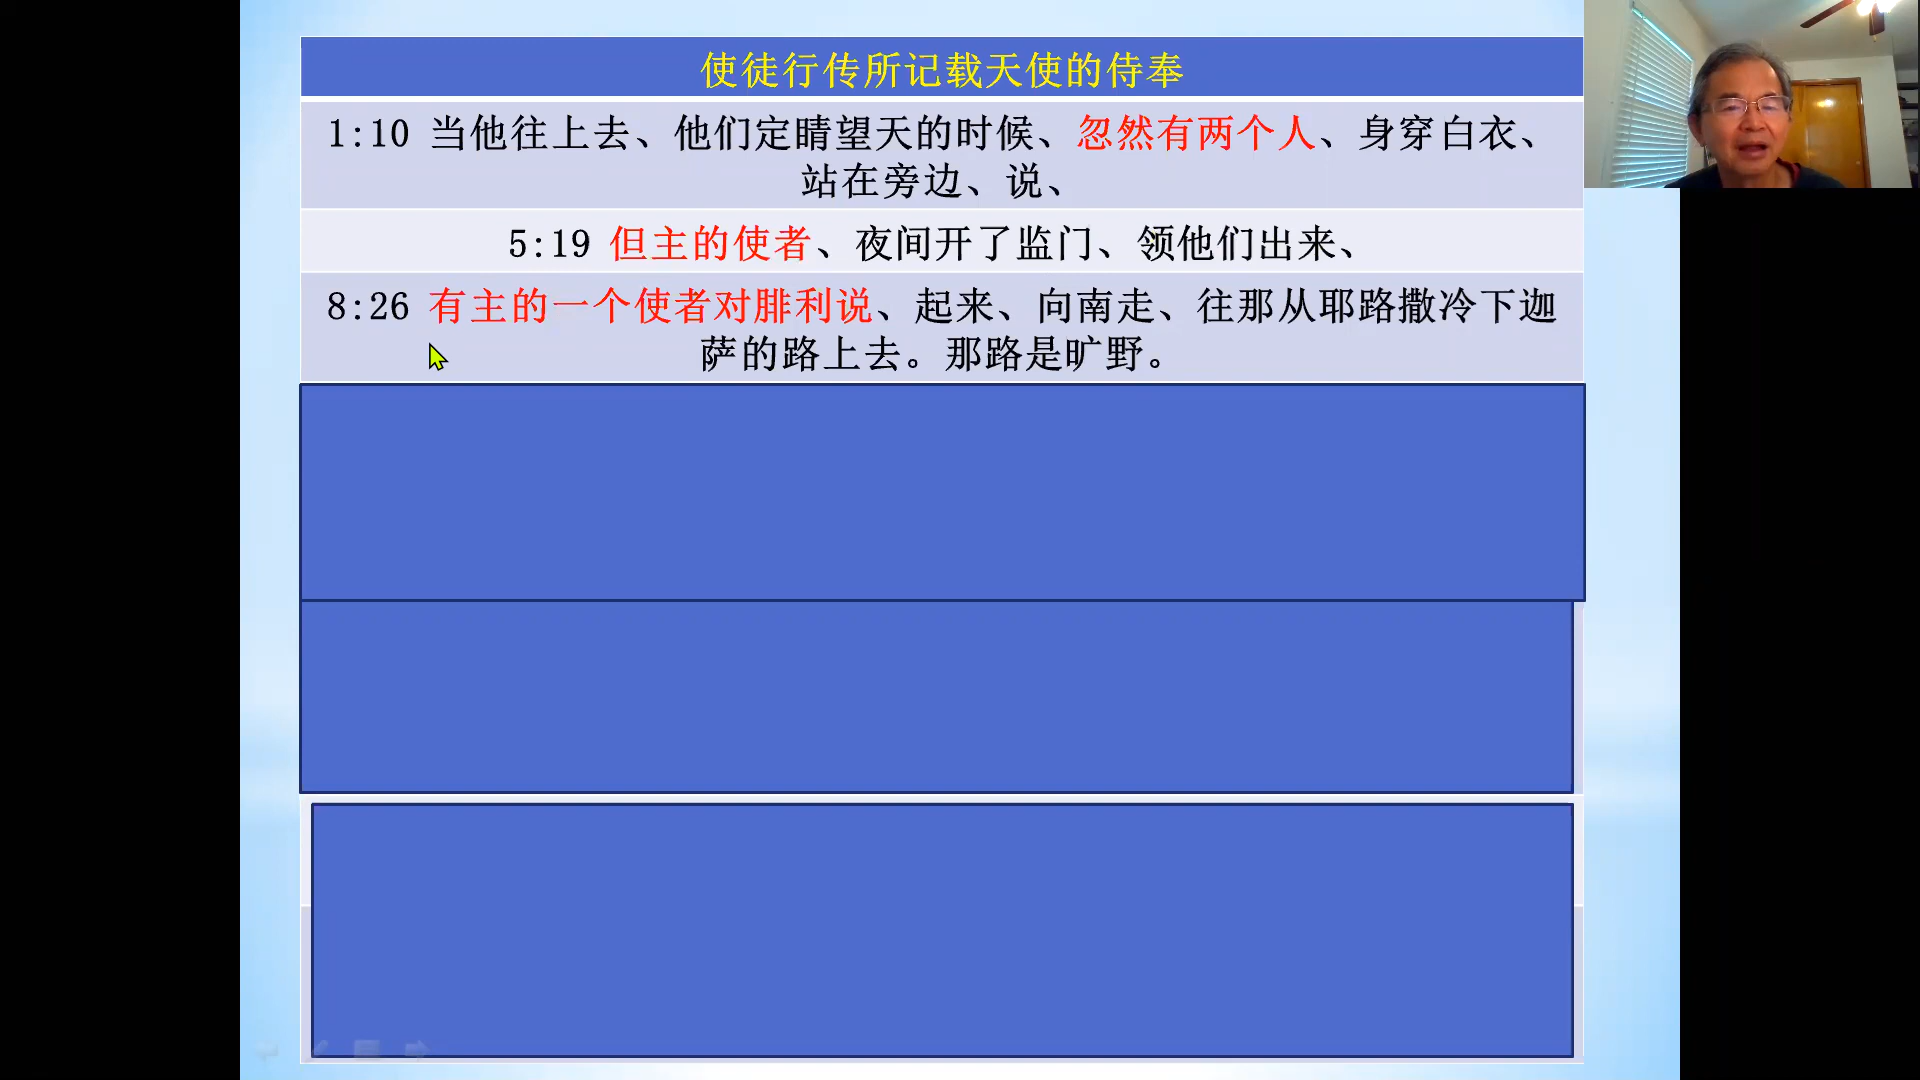 使徒行传所记载天使的侍奉
1:10 当他往上去、他们定睛望天的时候、忽然有两个人、身穿白衣、
站在旁边、说、
5:19 但主的使者、夜间开了监门、领他们出来、
8:26 有主的一个使者对腓利说、起来、向南走、往那从耶路撒冷下迦
萨的路上去。那路是旷野。